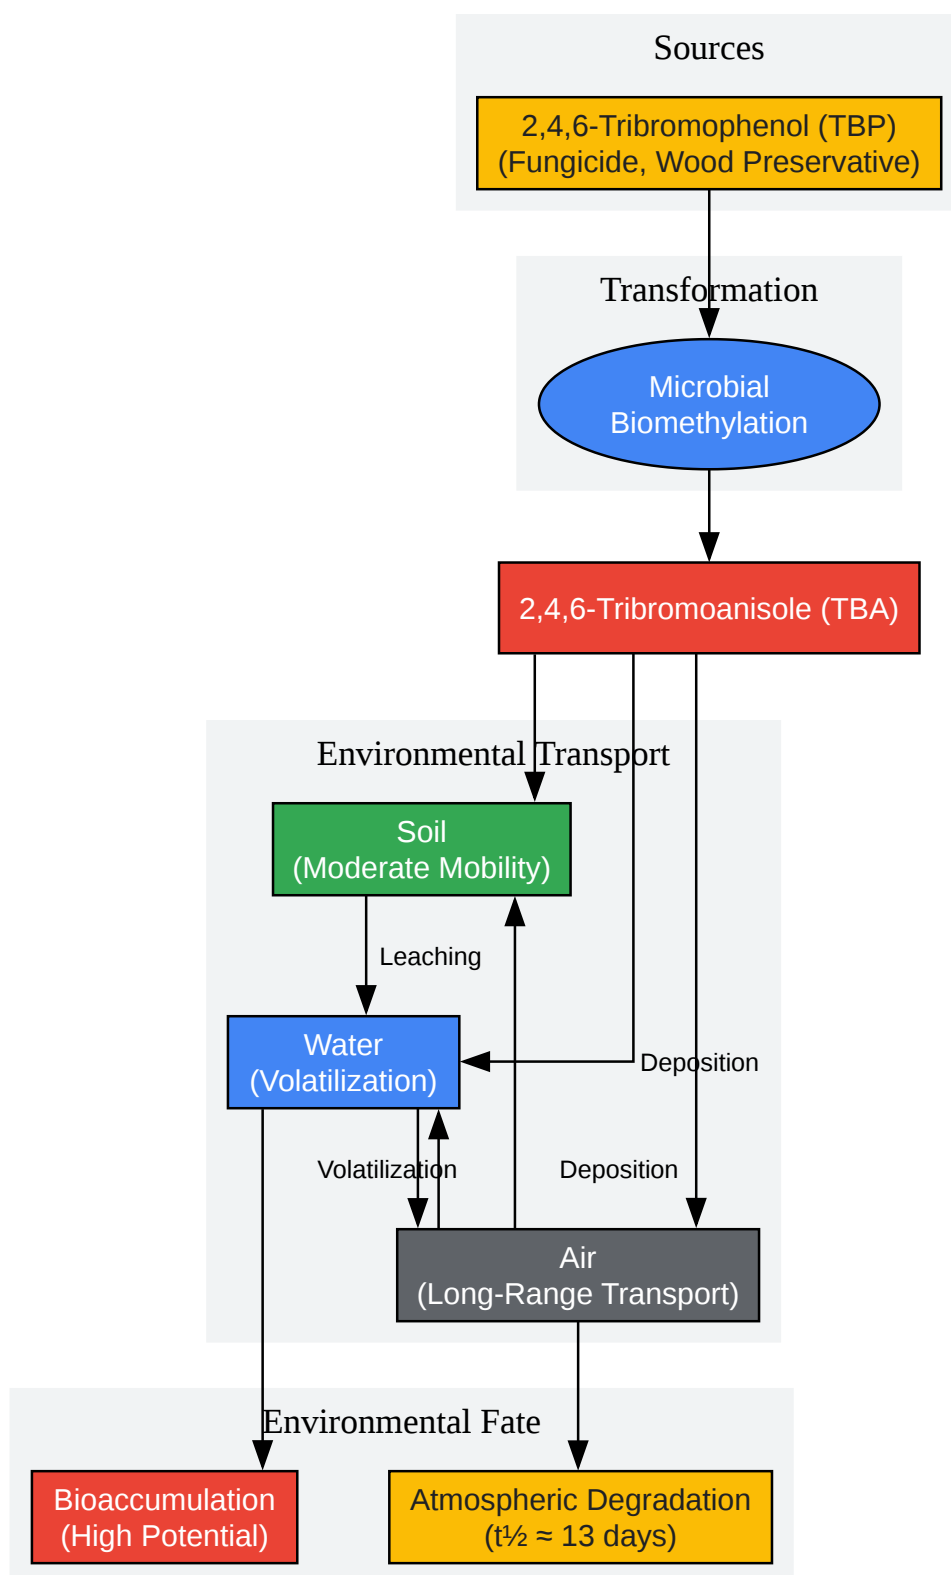 Sources
2,4,6-Tribromophenol (TBP)
(Fungicide, Wood Preservative)
Transformation
Microbial
Biomethylation
2,4,6-Tribromoanisole (TBA)
Environmental Transport
Soil
(Moderate Mobility)
Leaching
Water
(Volatilization)
Deposition
Volatilization
Deposition
Air
(Long-Range Transport)
Environmental Fate
Bioaccumulation
(High Potential)
Atmospheric Degradation
(t½ ≈ 13 days)